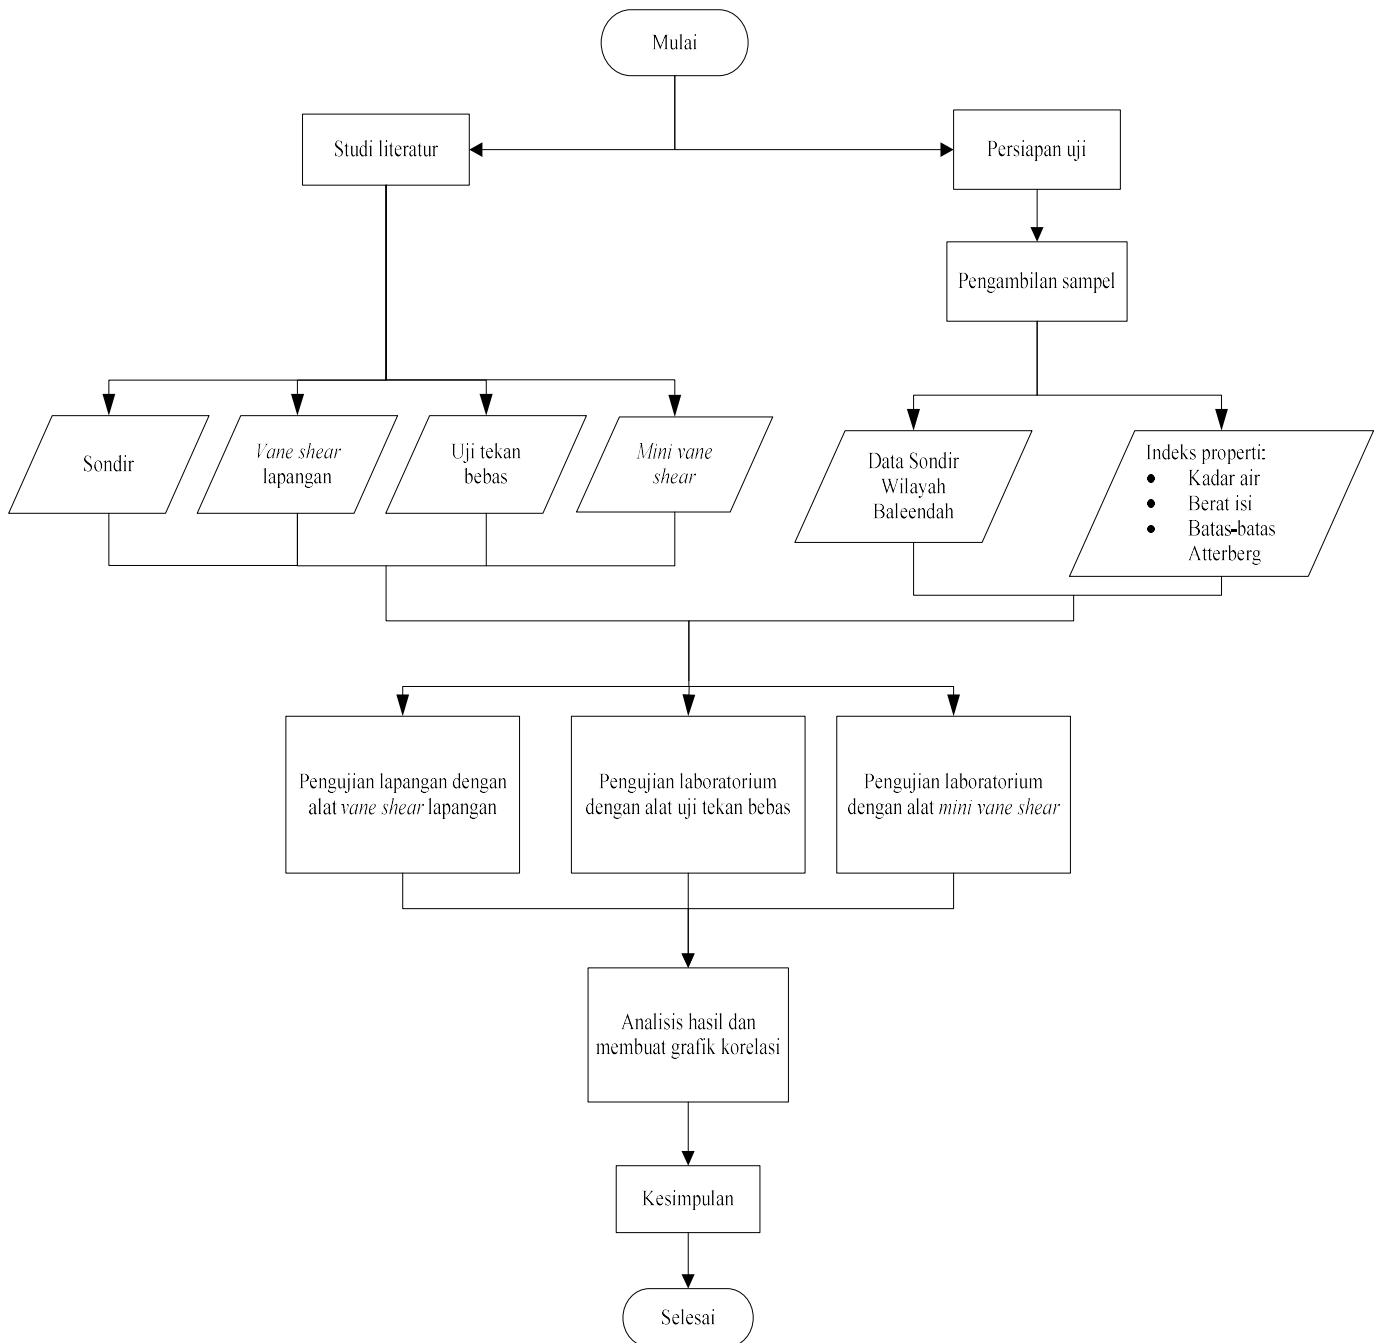 Mulai
Studi literatur
Persiapan uji
Pengambilan sampel
Sondir
Vane shear
lapangan
Uji tekan
bebas
Mini vane
shear
Data Sondir
Wilayah
Baleendah
Indeks properti:
● Kadar air
● Berat isi
● Batas-batas
Atterberg
Pengujian lapangan dengan
alat vane shear lapangan
Pengujian laboratorium
dengan alat uji tekan bebas
Pengujian laboratorium
dengan alat mini vane shear
Analisis hasil dan
membuat grafik korelasi
Kesimpulan
Selesai